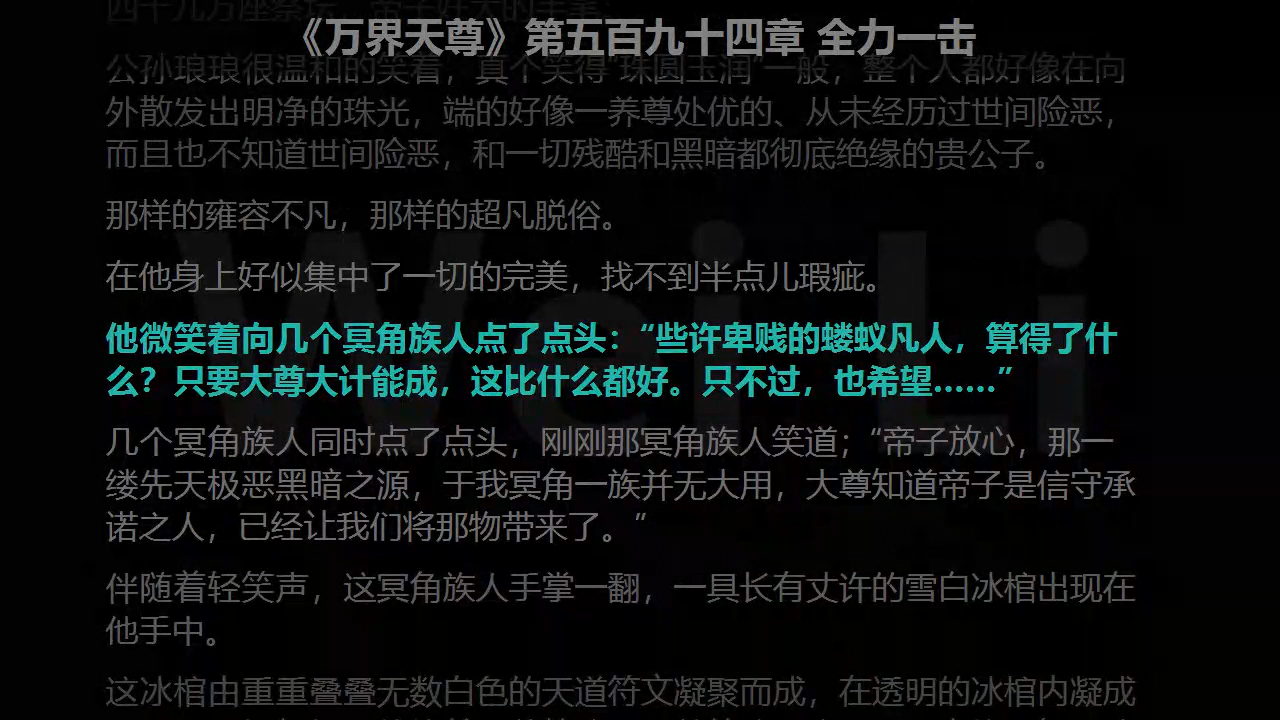 四十九万座祭坛，帝子好大的手笔。
《万界天尊》第五百九十四章 全力一击
公孙琅琅很温和的笑着，真个笑得“珠圆玉润”一般，整个人都好像在向
外散发出明净的珠光，端的好像一养尊处优的、从未经历过世间险恶，
而且也不知道世间险恶，和一切残酷和黑暗都彻底绝缘的贵公子。
那样的雍容不凡，那样的超凡脱俗。
在他身上好似集中了一切的完美，找不到半点儿瑕疵。
他微笑着向几个冥角族人点了点头：“些许卑贱的蝼蚁凡人，算得了什
么？只要大尊大计能成，这比什么都好。只不过，也希望……”
几个冥角族人同时点了点头，刚刚那冥角族人笑道；“帝子放心，那一
缕先天极恶黑暗之源，于我冥角一族并无大用，大尊知道帝子是信守承
诺之人，已经让我们将那物带来了。”
伴随着轻笑声，这冥角族人手掌一翻，一具长有丈许的雪白冰棺出现在
他手中。
这冰棺由重重叠叠无数白色的天道符文凝聚而成，在透明的冰棺内凝成
Wei Li